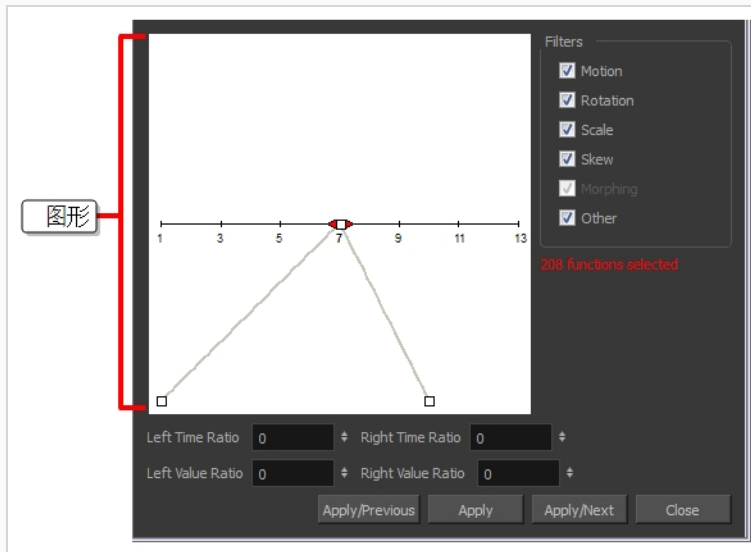 图形
1 3 5 7 9 11 13
Filters
Motion
Rotation
Scale
Skew
Morphing
Other
208 functions selected
Left Time Ratio 0 Right Time Ratio 0
Left Value Ratio 0 Right Value Ratio 0
Apply/Previous Apply Apply/Next Close